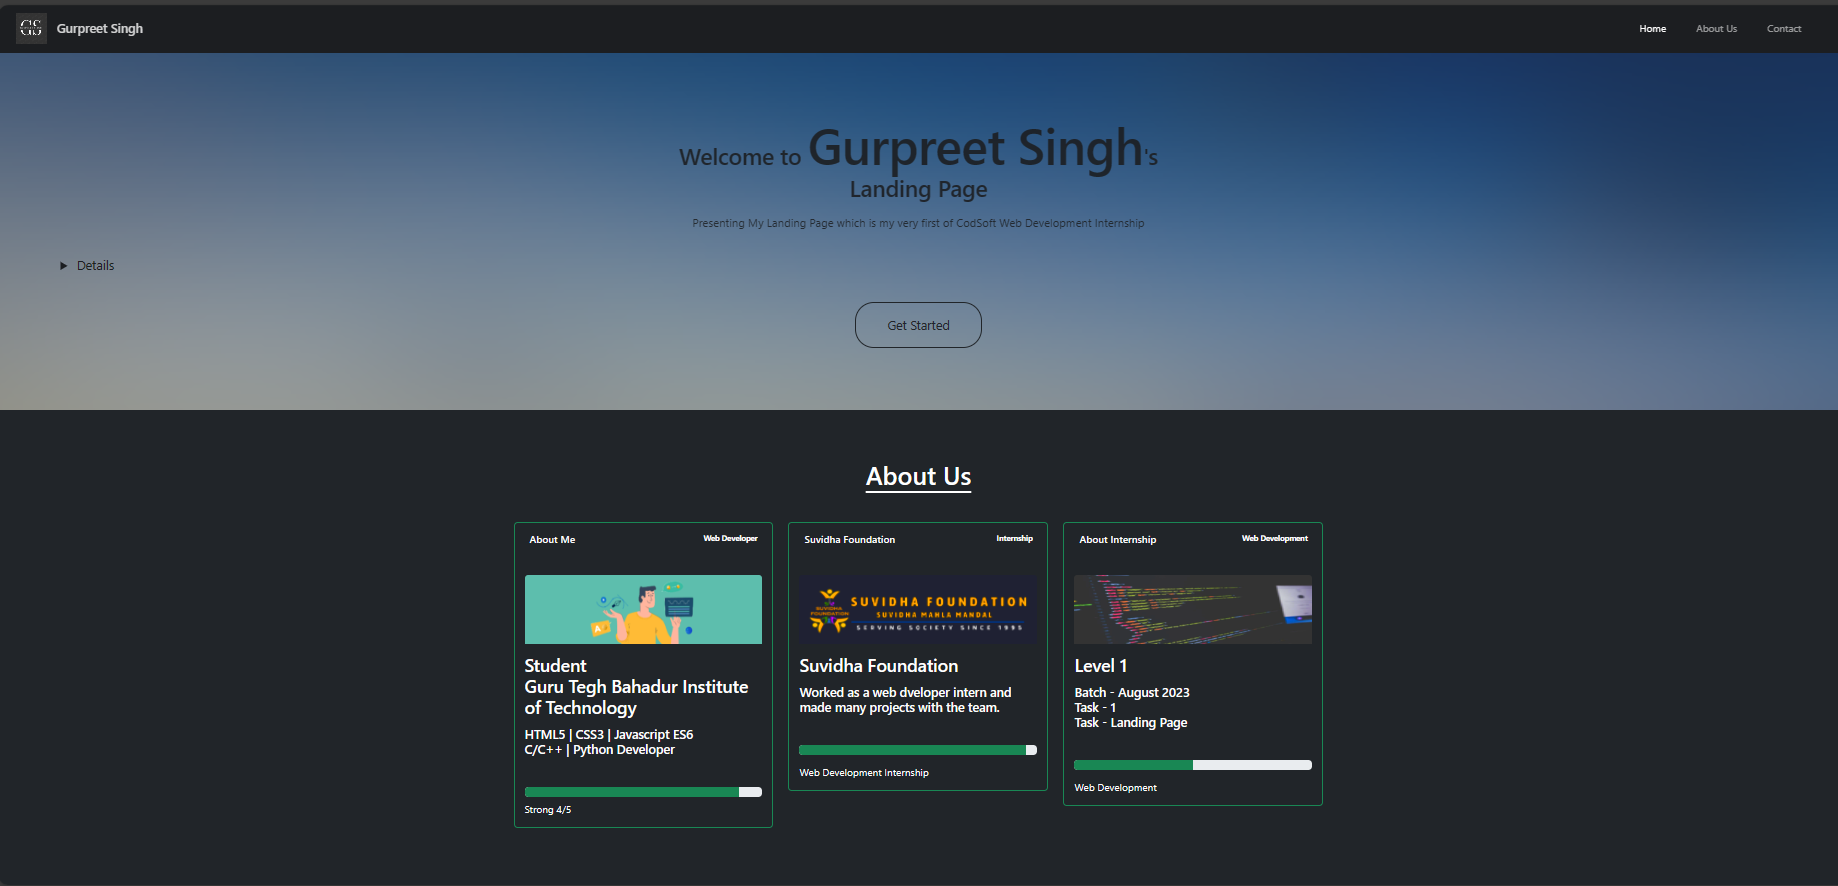 GS Gurpreet Singh
Home About Us Contact
Welcome to Gurpreet Singh's
Landing Page
Presenting My Landing Page which is my very first of CodSoft Web Development Internship
Details
Get Started
About Us
About Me Web Developer
Student
Guru Tegh Bahadur Institute
of Technology
HTML5 | CSS3 | Javascript ES6
C/C++ | Python Developer
Strong 4/5
Suvidha Foundation Internship
SUVIDHA
FOUNDATION
SUVIDHA FOUNDATION
SUVIDHA MAHLA MANDAL
SERVING SOCIETY SINCE 1995
Suvidha Foundation
Worked as a web dveloper intern and
made many projects with the team.
Web Development Internship
About Internship Web Development
Level 1
Batch - August 2023
Task - 1
Task - Landing Page
Web Development